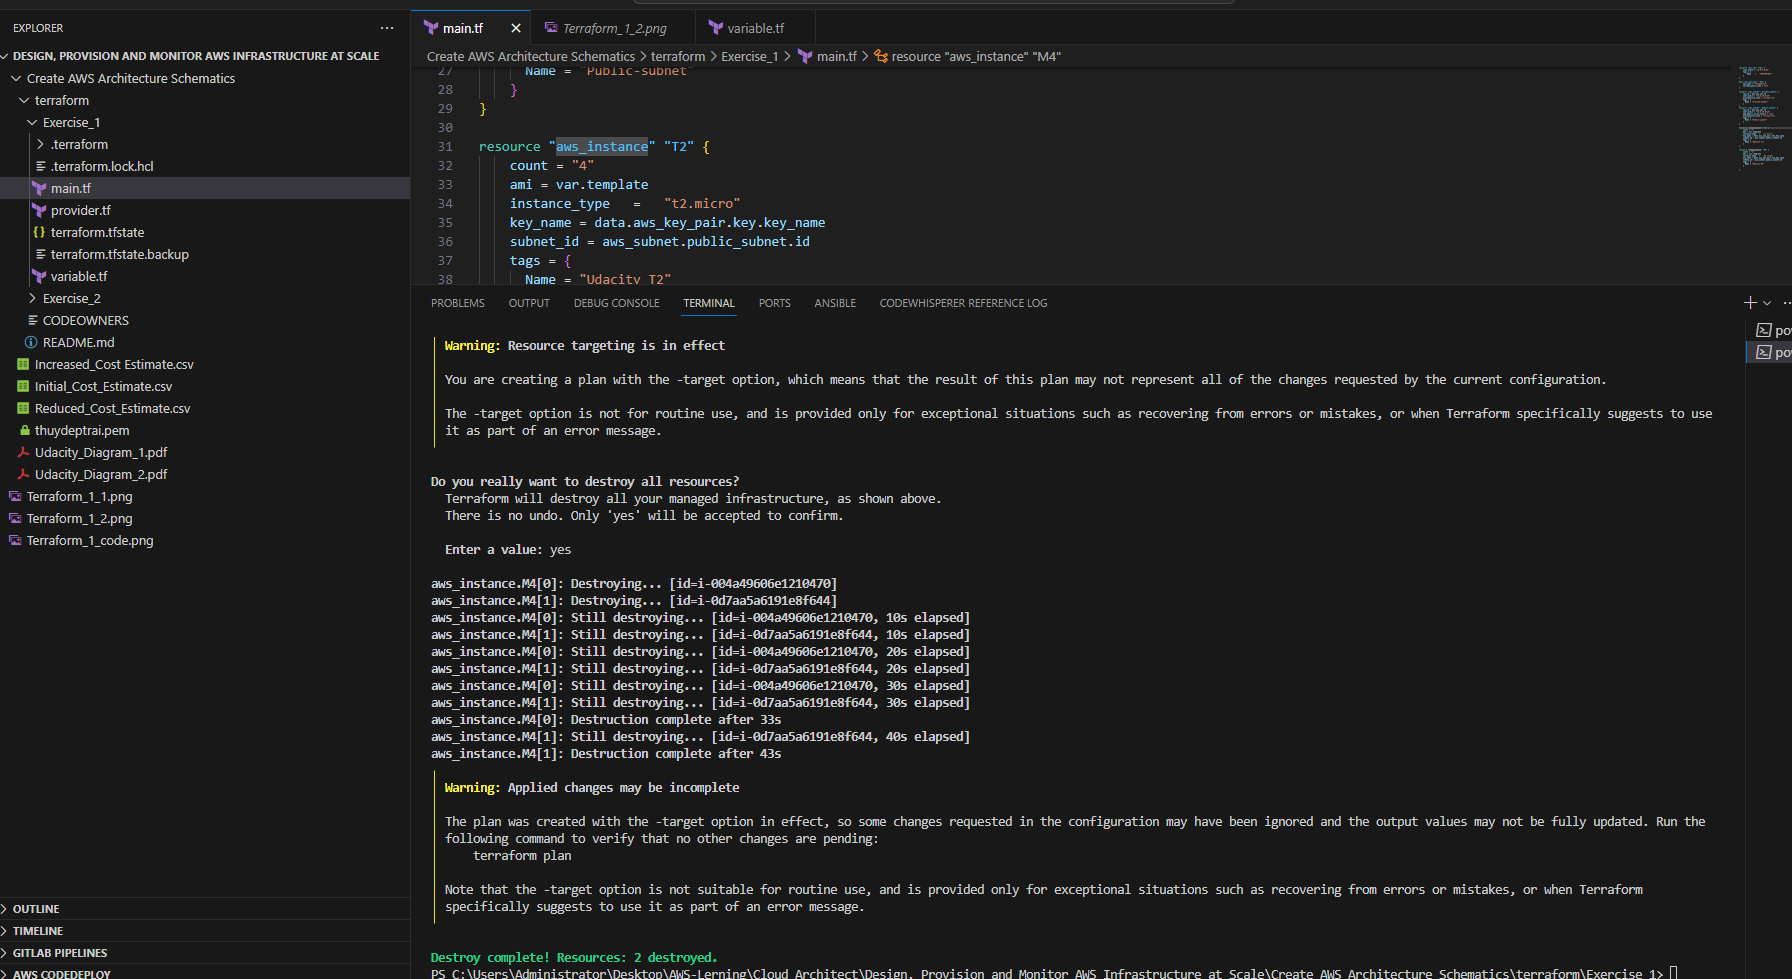 EXPLORER
DESIGN, PROVISION AND MONITOR AWS INFRASTRUCTURE AT SCALE
Create AWS Architecture Schematics
terraform
Exercise_1
.terraform
.terraform.lock.hcl
main.tf
provider.tf
terraform.tfstate
terraform.tfstate.backup
variable.tf
Exercise_2
CODEOWNERS
README.md
Increased_Cost Estimate.csv
Initial_Cost_Estimate.csv
Reduced_Cost_Estimate.csv
thuydeptrai.pem
Udacity_Diagram_1.pdf
Udacity_Diagram_2.pdf
Terraform_1_1.png
Terraform_1_2.png
Terraform_1_code.png
OUTLINE
TIMELINE
GITLAB PIPELINES
AWS CODEDEPLOY
main.tf
Terraform_1_2.png
variable.tf
Create AWS Architecture Schematics > terraform > Exercise_1 > main.tf > resource "aws_instance" "M4"
27 Name = "Public-subnet"
28 }
29 }
30
31 resource "aws_instance" "T2" {
32 count = "4"
33 ami = var.template
34 instance_type = "t2.micro"
35 key_name = data.aws_key_pair.key.key_name
36 subnet_id = aws_subnet.public_subnet.id
37 tags = {
38 Name = "Udacity T2"
PROBLEMS OUTPUT DEBUG CONSOLE TERMINAL PORTS ANSIBLE CODEWHISPERER REFERENCE LOG
Warning: Resource targeting is in effect
You are creating a plan with the -target option, which means that the result of this plan may not represent all of the changes requested by the current configuration.
The -target option is not for routine use, and is provided only for exceptional situations such as recovering from errors or mistakes, or when Terraform specifically suggests to use
it as part of an error message.
Do you really want to destroy all resources?
Terraform will destroy all your managed infrastructure, as shown above.
There is no undo. Only 'yes' will be accepted to confirm.
Enter a value: yes
aws_instance.M4[0]: Destroying... [id=i-004a49606e1210470]
aws_instance.M4[1]: Destroying... [id=i-0d7aa5a6191e8f644]
aws_instance.M4[0]: Still destroying... [id=i-004a49606e1210470, 10s elapsed]
aws_instance.M4[1]: Still destroying... [id=i-0d7aa5a6191e8f644, 10s elapsed]
aws_instance.M4[0]: Still destroying... [id=i-004a49606e1210470, 20s elapsed]
aws_instance.M4[1]: Still destroying... [id=i-0d7aa5a6191e8f644, 20s elapsed]
aws_instance.M4[0]: Still destroying... [id=i-004a49606e1210470, 30s elapsed]
aws_instance.M4[1]: Still destroying... [id=i-0d7aa5a6191e8f644, 30s elapsed]
aws_instance.M4[0]: Destruction complete after 33s
aws_instance.M4[1]: Still destroying... [id=i-0d7aa5a6191e8f644, 40s elapsed]
aws_instance.M4[1]: Destruction complete after 43s
Warning: Applied changes may be incomplete
The plan was created with the -target option in effect, so some changes requested in the configuration may have been ignored and the output values may not be fully updated. Run the
following command to verify that no other changes are pending:
terraform plan
Note that the -target option is not suitable for routine use, and is provided only for exceptional situations such as recovering from errors or mistakes, or when Terraform
specifically suggests to use it as part of an error message.
Destroy complete! Resources: 2 destroyed.
PS C:\Users\Administrator\Desktop\AWS-Lerning\Cloud Architect\Design, Provision and Monitor AWS Infrastructure at Scale\Create AWS Architecture Schematics\terraform\Exercise_1>
po
po